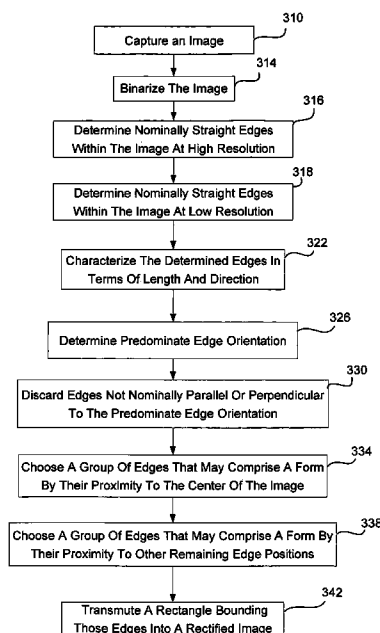 310
Capture an Image
314
Binarize The Image
316
Determine Nominally Straight Edges
Within The Image At High Resolution
318
Determine Nominally Straight Edges
Within The Image At Low Resolution
322
Characterize The Determined Edges In
Terms Of Length And Direction
326
Determine Predominate Edge Orientation
330
Discard Edges Not Nominally Parallel Or Perpendicular
To The Predominate Edge Orientation
334
Choose A Group Of Edges That May Comprise A Form
By Their Proximity To The Center Of The Image
338
Choose A Group Of Edges That May Comprise A Form By
Their Proximity To Other Remaining Edge Positions
342
Transmute A Rectangle Bounding
Those Edges Into A Rectified Image